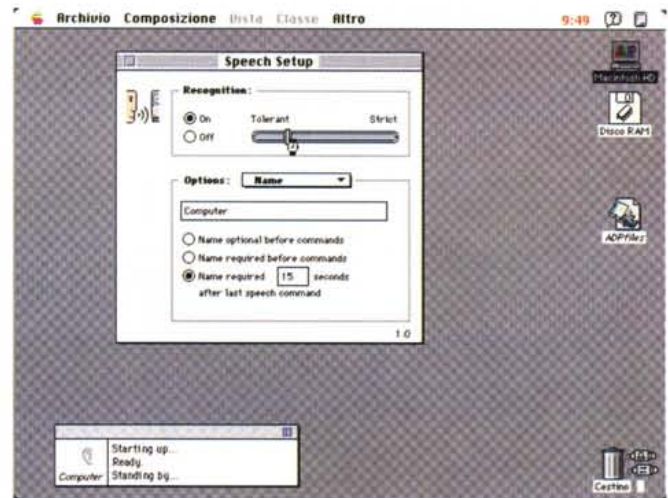 Archivio Composizione Vista Classe Altro 9:49
Macintosh HD
Disco RAM
ADPfiles
Speech Setup
Recognition:
On
Off
Tolerant Strict
Options: Name
Computer
Name optional before commands
Name required before commands
Name required 15 seconds
after last speech command
1.0
Computer
Starting up...
Ready.
Standing by...
Cestino